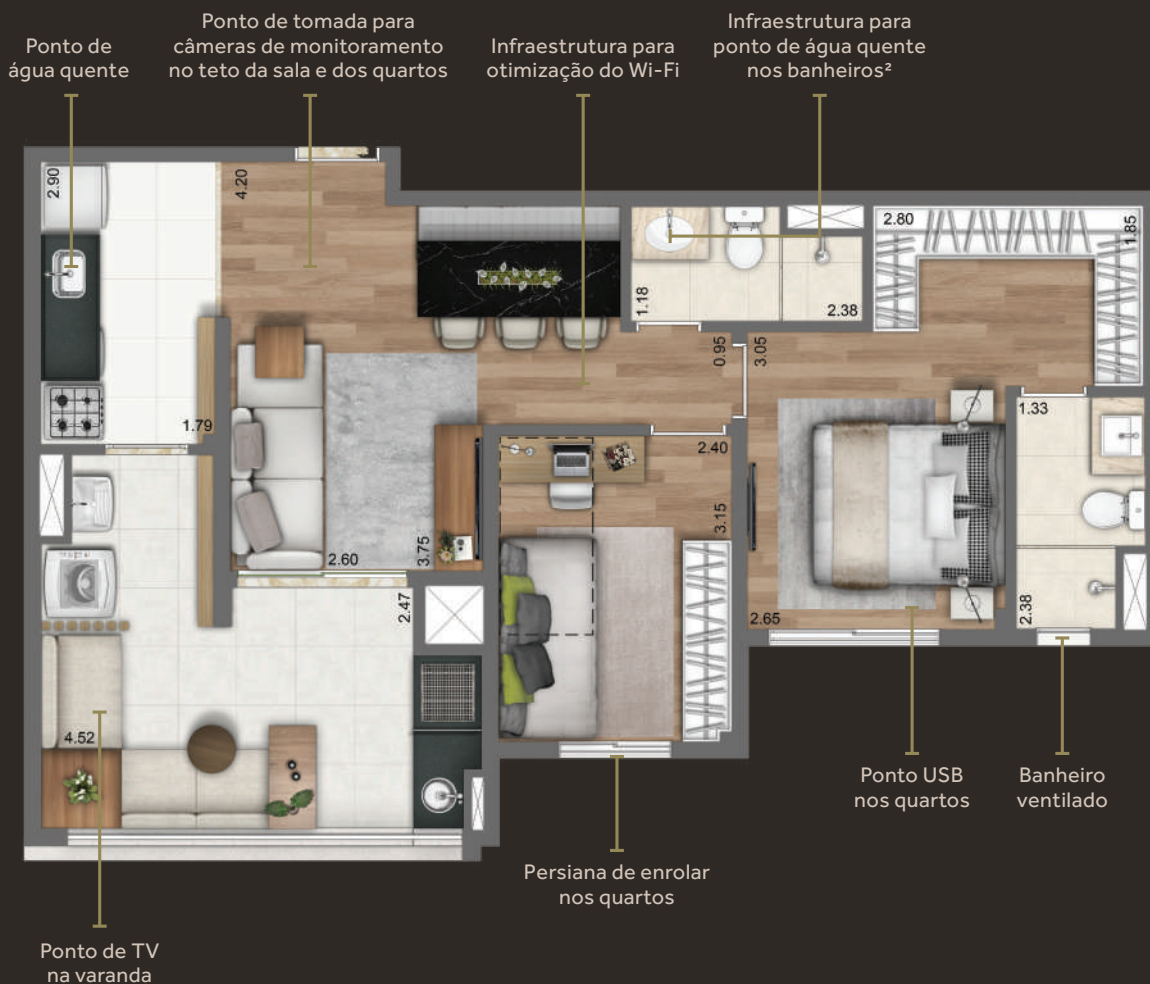 Ponto de
água quente
Ponto de tomada para
câmeras de monitoramento
no teto da sala e dos quartos
Infraestrutura para
otimização do Wi-Fi
Infraestrutura para
ponto de água quente
nos banheiros²
2.90
4.20
1.18
2.38
2.80
1.85
0.95
3.05
1.79
1.33
2.40
3.15
2.60
3.75
2.47
2.65
2.38
4.52
Ponto USB
nos quartos
Banheiro
ventilado
Persiana de enrolar
nos quartos
Ponto de TV
na varanda